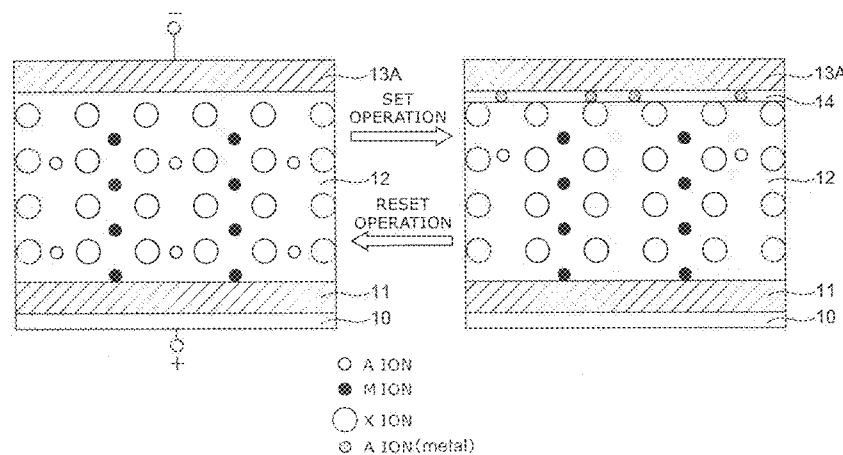 −
13A
SET
OPERATION
12
RESET
OPERATION
11
10
+
13A
14
12
11
10
A ION
M ION
X ION
A ION(metal)